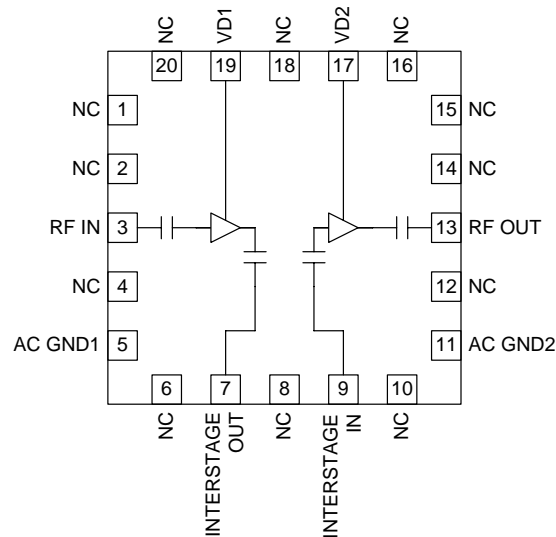 NC
VD1
NC
VD2
NC
20
19
18
17
16
NC 1
15 NC
NC 2
14 NC
RF IN 3
13 RF OUT
NC 4
12 NC
AC GND1 5
11 AC GND2
6
7
8
9
10
NC
INTERSTAGE
OUT
NC
INTERSTAGE
IN
NC